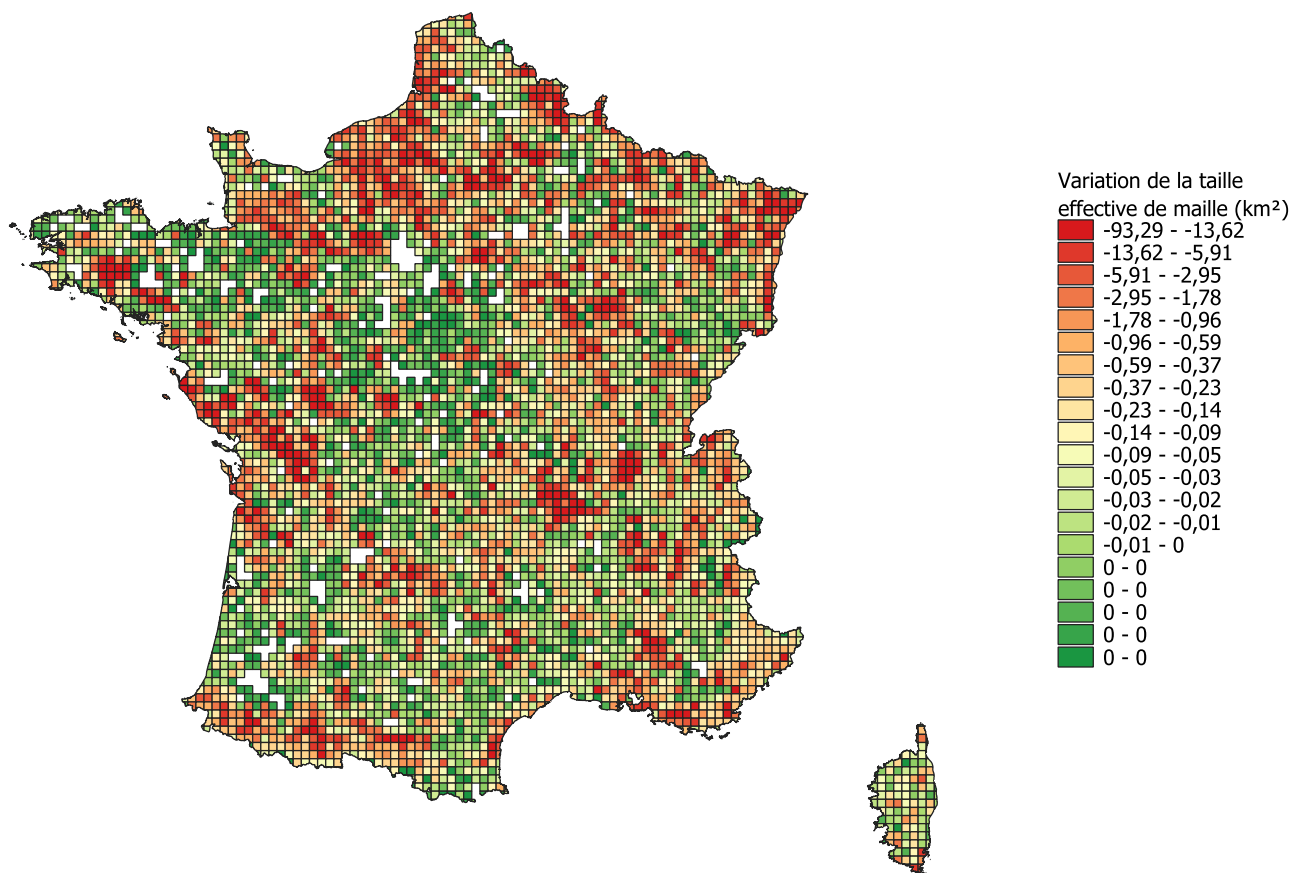 Variation de la taille
effective de maille (km²)
-93,29 - -13,62
-13,62 - -5,91
-5,91 - -2,95
-2,95 - -1,78
-1,78 - -0,96
-0,96 - -0,59
-0,59 - -0,37
-0,37 - -0,23
-0,23 - -0,14
-0,14 - -0,09
-0,09 - -0,05
-0,05 - -0,03
-0,03 - -0,02
-0,02 - -0,01
-0,01 - 0
0 - 0
0 - 0
0 - 0
0 - 0
0 - 0